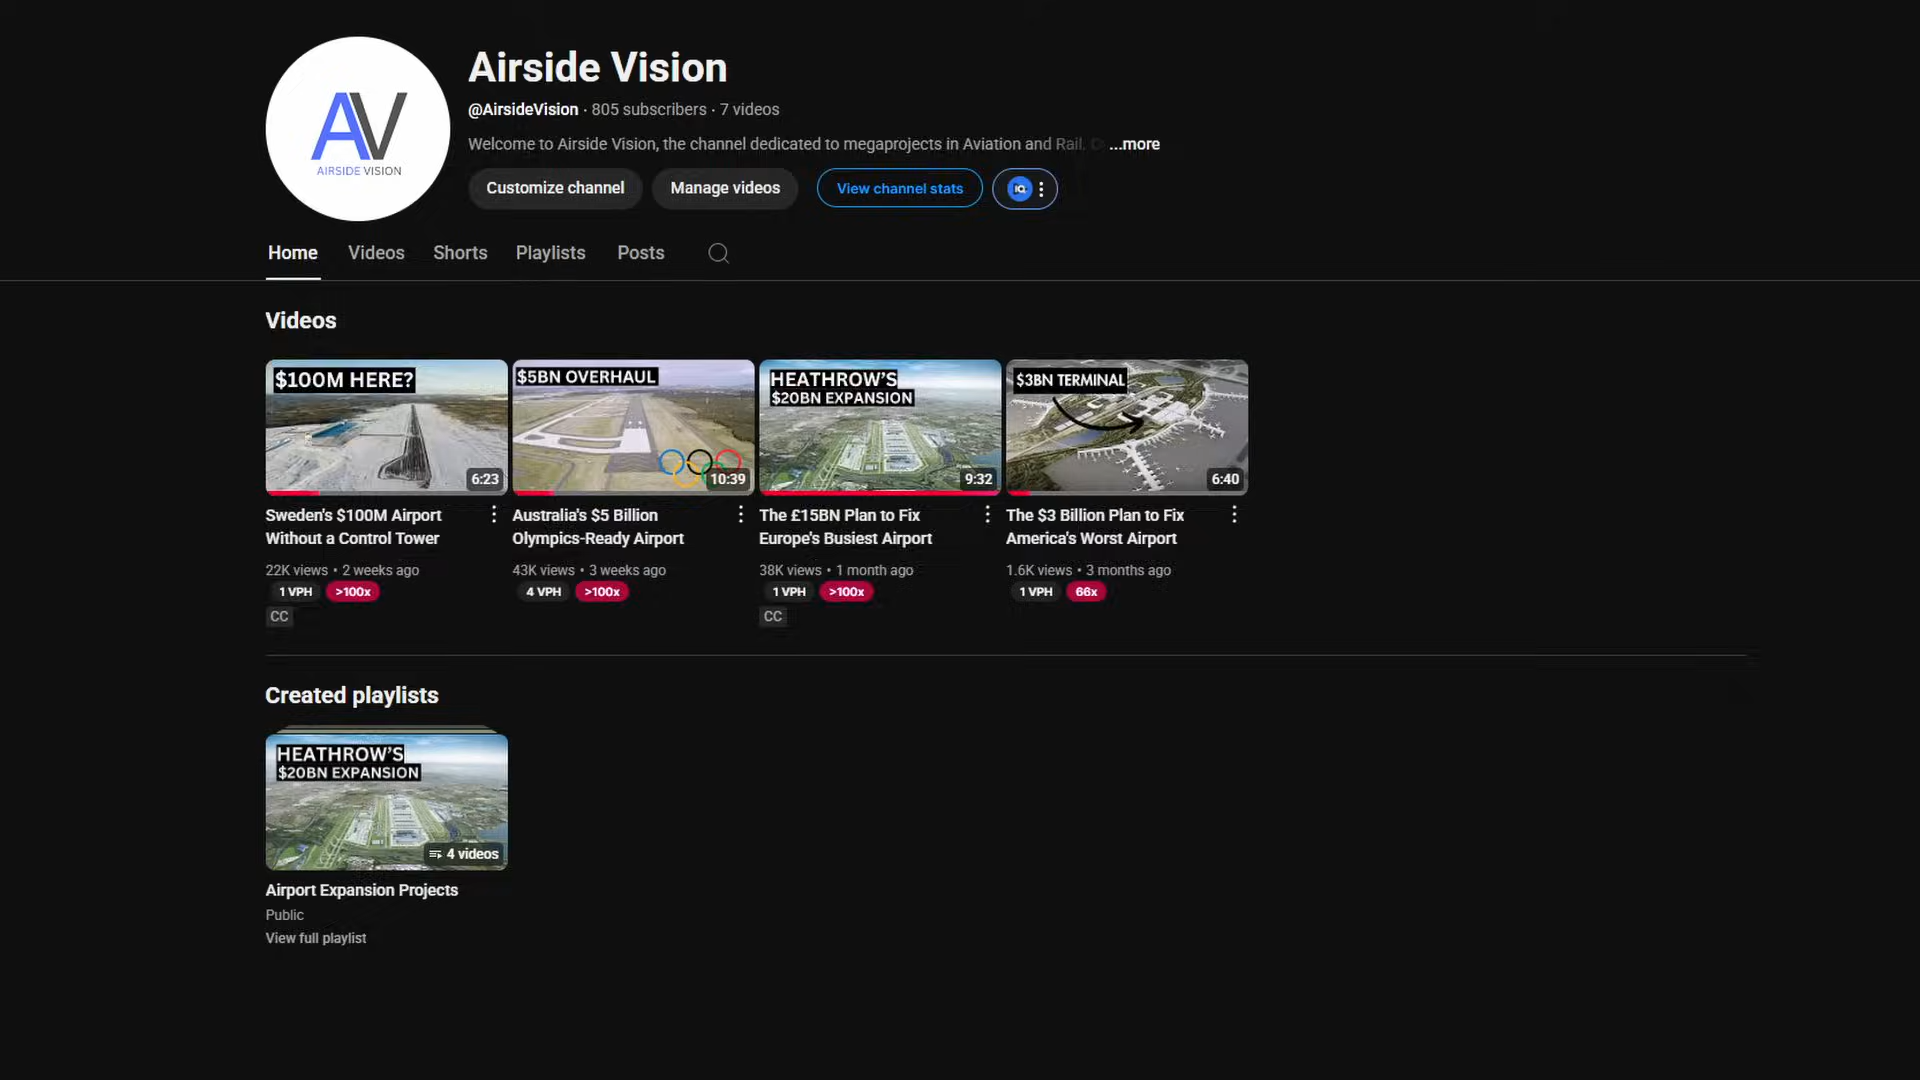 AV
AIRSIDE VISION
Airside Vision
@AirsideVision · 805 subscribers · 7 videos
Welcome to Airside Vision, the channel dedicated to megaprojects in Aviation and Rail. ...more
Customize channel
Manage videos
View channel stats
IQ
Home
Videos
Shorts
Playlists
Posts
Videos
$100M HERE?
6:23
Sweden's $100M Airport
Without a Control Tower
22K views • 2 weeks ago
1 VPH >100x
CC
$5BN OVERHAUL
10:39
Australia's $5 Billion
Olympics-Ready Airport
43K views • 3 weeks ago
4 VPH >100x
HEATHROW'S
$20BN EXPANSION
9:32
The £15BN Plan to Fix
Europe's Busiest Airport
38K views • 1 month ago
1 VPH >100x
CC
$3BN TERMINAL
6:40
The $3 Billion Plan to Fix
America's Worst Airport
1.6K views • 3 months ago
1 VPH 66x
Created playlists
HEATHROW'S
$20BN EXPANSION
4 videos
Airport Expansion Projects
Public
View full playlist